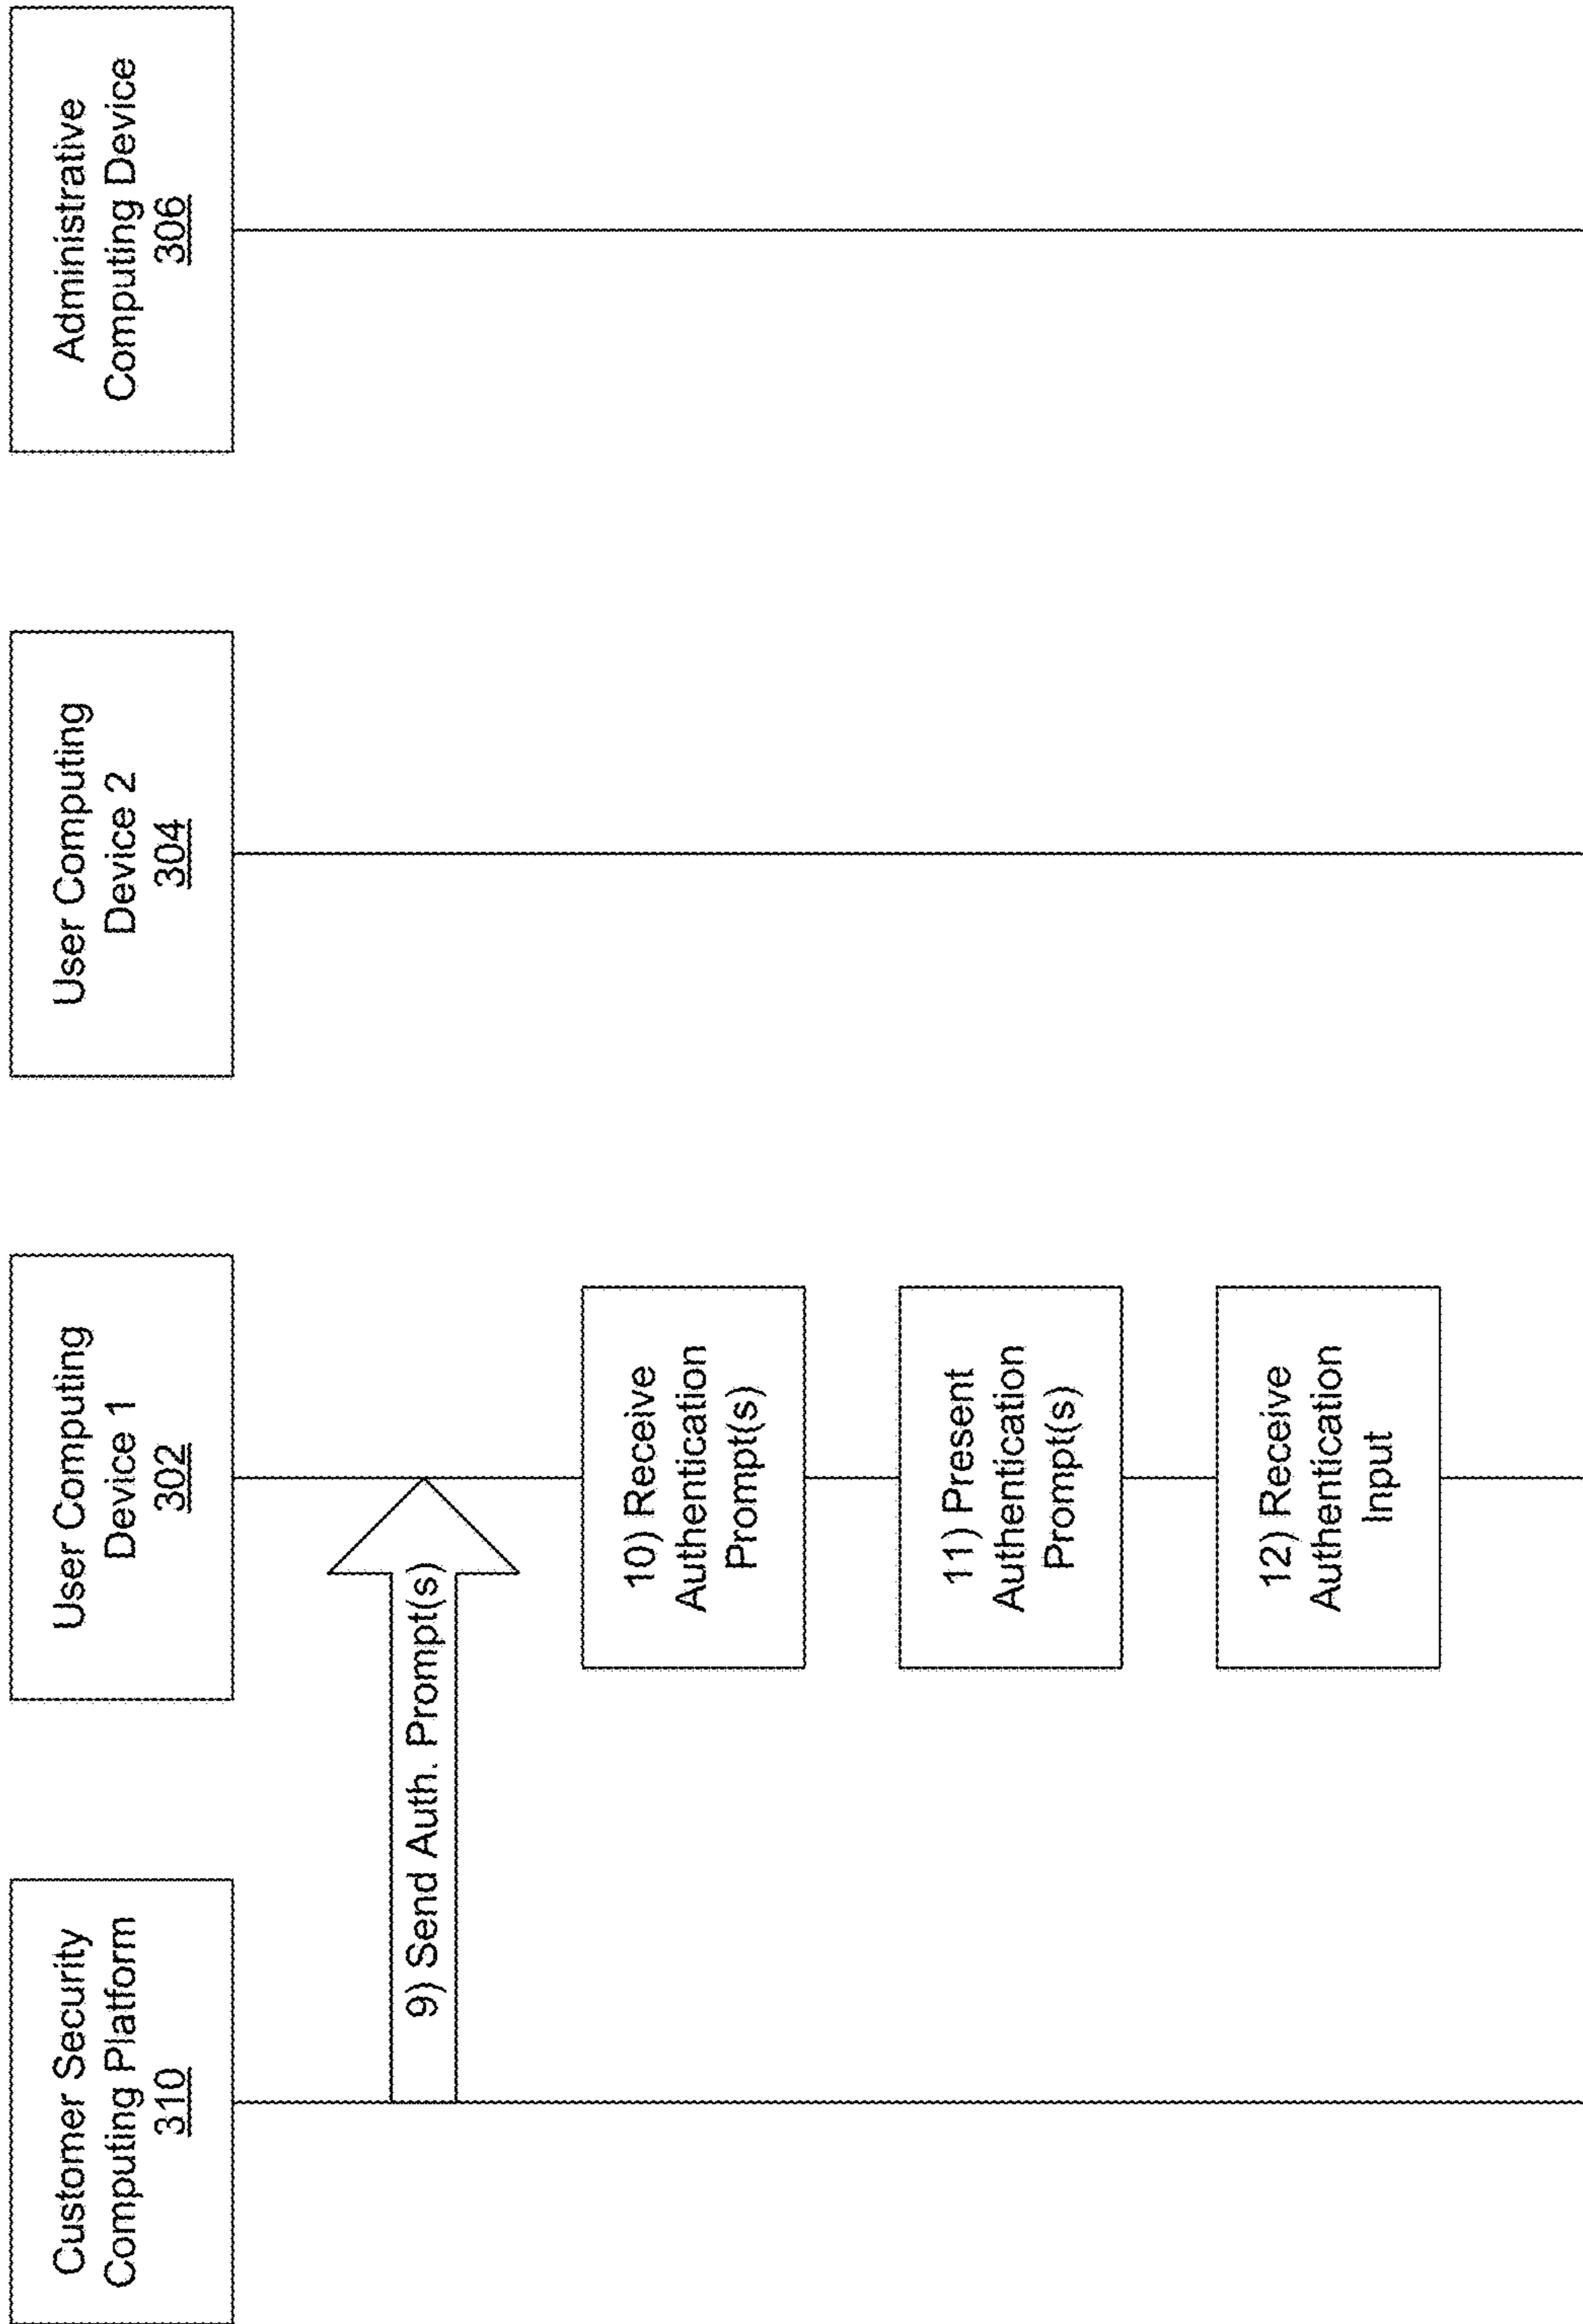 Customer Security
Computing Platform
310
User Computing
Device 1
302
User Computing
Device 2
304
Administrative
Computing Device
306
9) Send Auth. Prompt(s)
10) Receive
Authentication
Prompt(s)
11) Present
Authentication
Prompt(s)
12) Receive
Authentication
Input